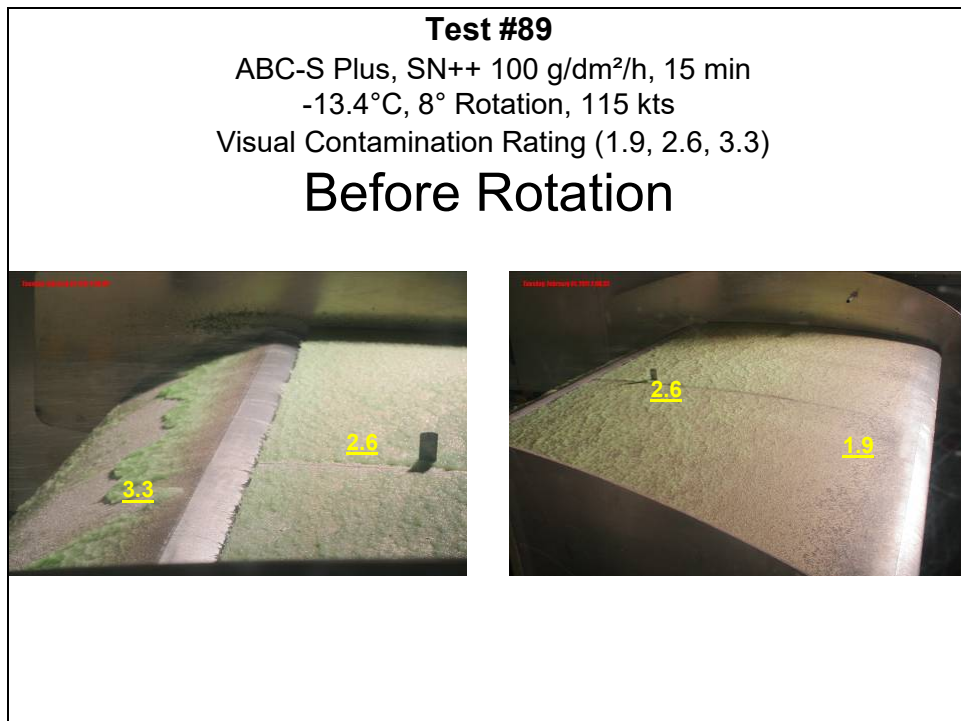 Test #89
ABC-S Plus, SN++ 100 g/dm²/h, 15 min
-13.4°C, 8° Rotation, 115 kts
Visual Contamination Rating (1.9, 2.6, 3.3)
Before Rotation
2.6
3.3
2.6
1.9